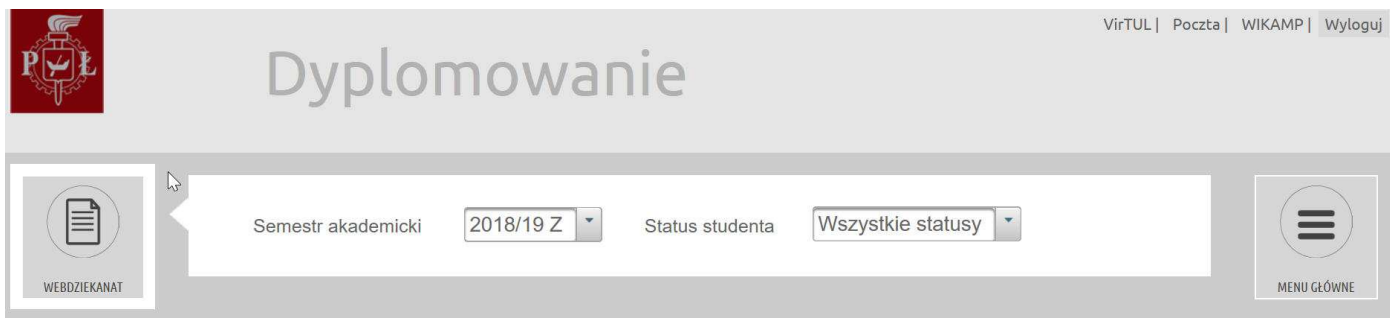 VirTUL | Poczta | WIKAMP | Wyloguj
P Ł
Dyplomowanie
Semestr akademicki 2018/19 Z Status studenta Wszystkie statusy
WEBDZIEKANAT MENU GŁÓWNE